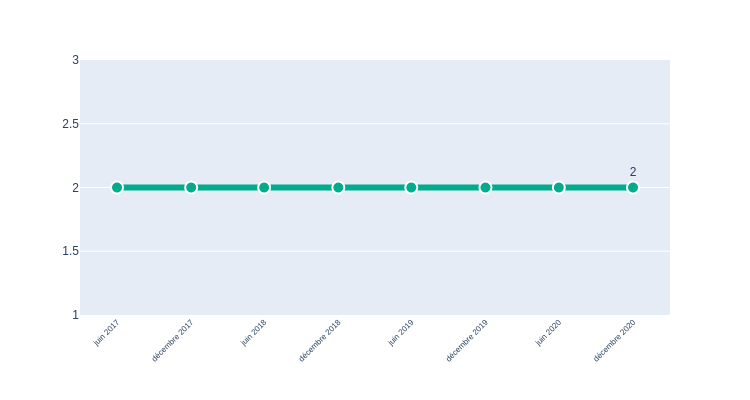 3
2.5
2
2
1.5
1
juin 2017
décembre 2017
juin 2018
décembre 2018
juin 2019
décembre 2019
juin 2020
décembre 2020